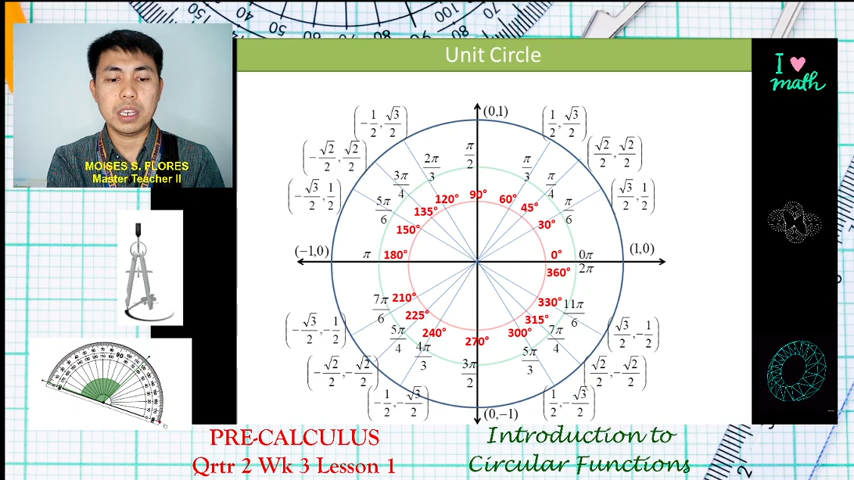 Unit Circle
I ♥
math
MOISES S. FLORES
Master Teacher II
(0,1)
(-1/2, √3/2)
(1/2, √3/2)
(-√2/2, √2/2)
(√2/2, √2/2)
(-√3/2, 1/2)
(√3/2, 1/2)
2π/3
π/2
π/3
3π/4
π/4
5π/6
π/6
120°
90°
60°
135°
45°
150°
30°
(−1,0)
π
180°
0°
0π
(1,0)
360°
2π
7π/6
210°
330°
11π/6
225°
315°
5π/4
240°
270°
300°
7π/4
4π/3
3π/2
5π/3
(-√3/2, -1/2)
(√3/2, -1/2)
(-√2/2, -√2/2)
(√2/2, -√2/2)
(-1/2, -√3/2)
(1/2, -√3/2)
(0,−1)
PRE-CALCULUS
Qrtr 2 Wk 3 Lesson 1
Introduction to
Circular Functions